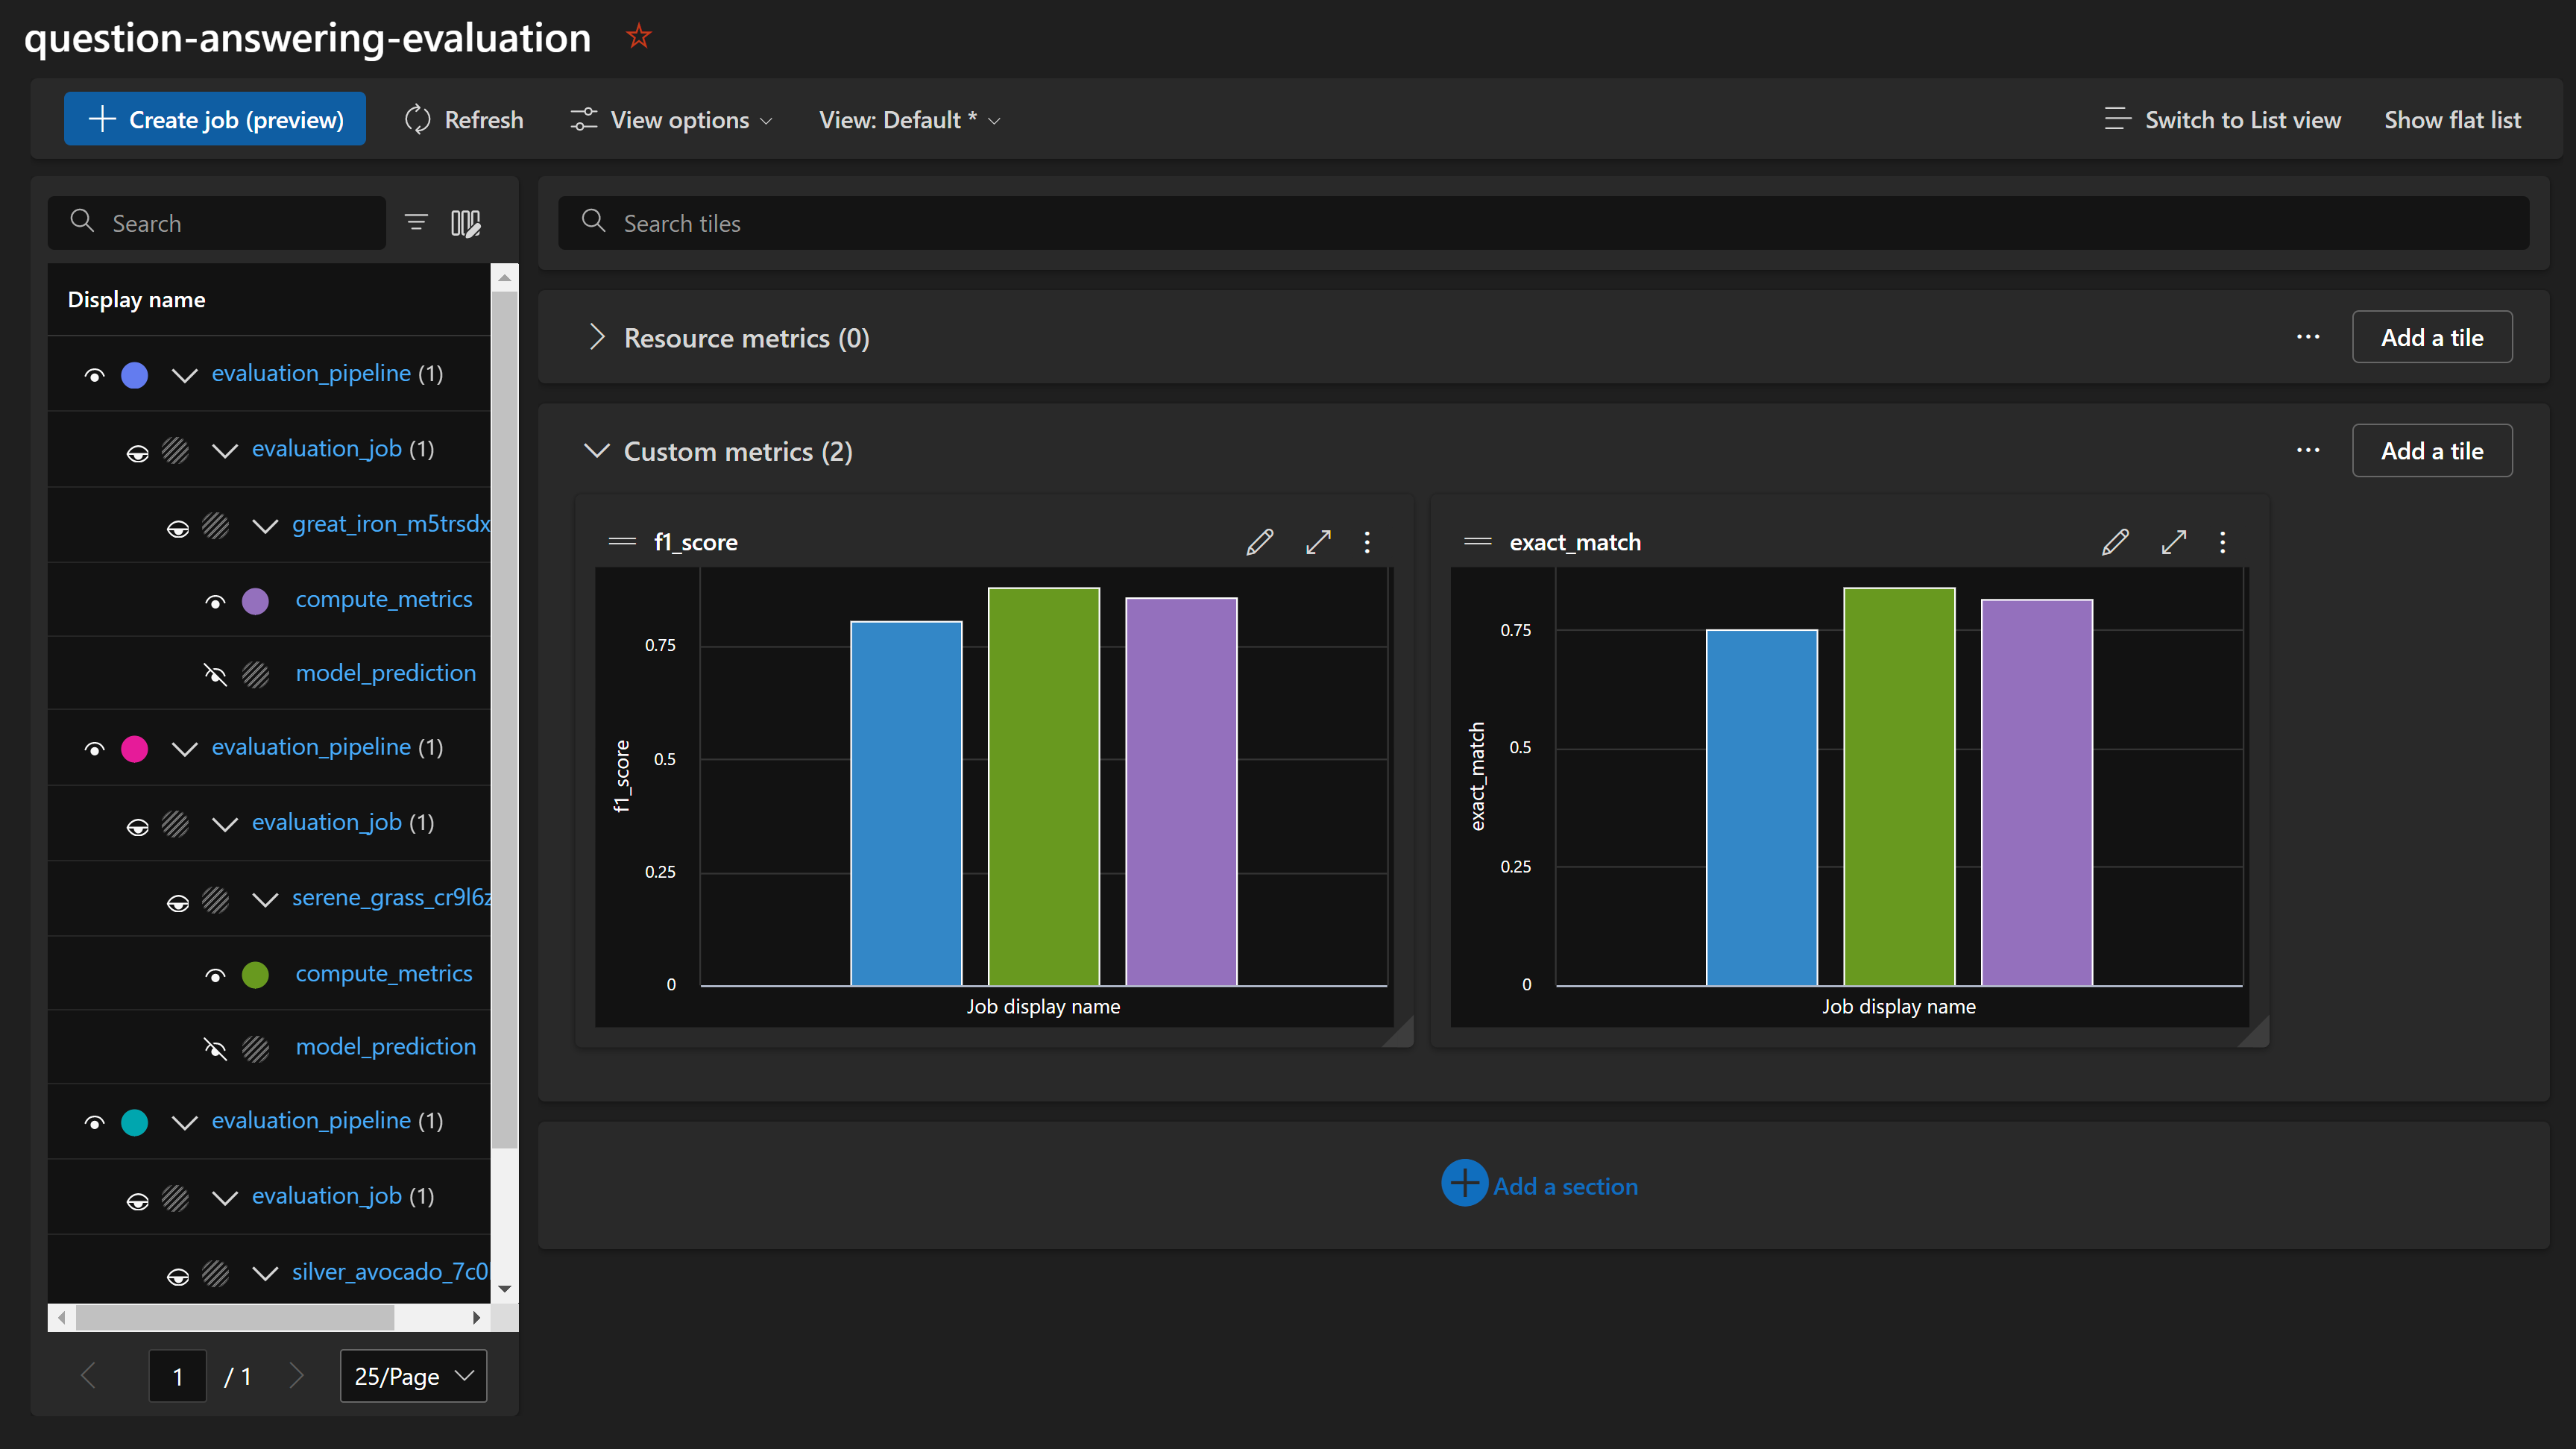 question-answering-evaluation
Create job (preview)
Refresh
View options
View: Default *
Switch to List view
Show flat list
Search
Display name
evaluation_pipeline (1)
evaluation_job (1)
great_iron_m5trsdx
compute_metrics
model_prediction
evaluation_pipeline (1)
evaluation_job (1)
serene_grass_cr9l6z
compute_metrics
model_prediction
evaluation_pipeline (1)
evaluation_job (1)
silver_avocado_7c0
1 / 1
25/Page
Search tiles
Resource metrics (0)
Add a tile
Custom metrics (2)
Add a tile
f1_score
0.75
0.5
0.25
0
f1_score
Job display name
exact_match
0.75
0.5
0.25
0
exact_match
Job display name
Add a section